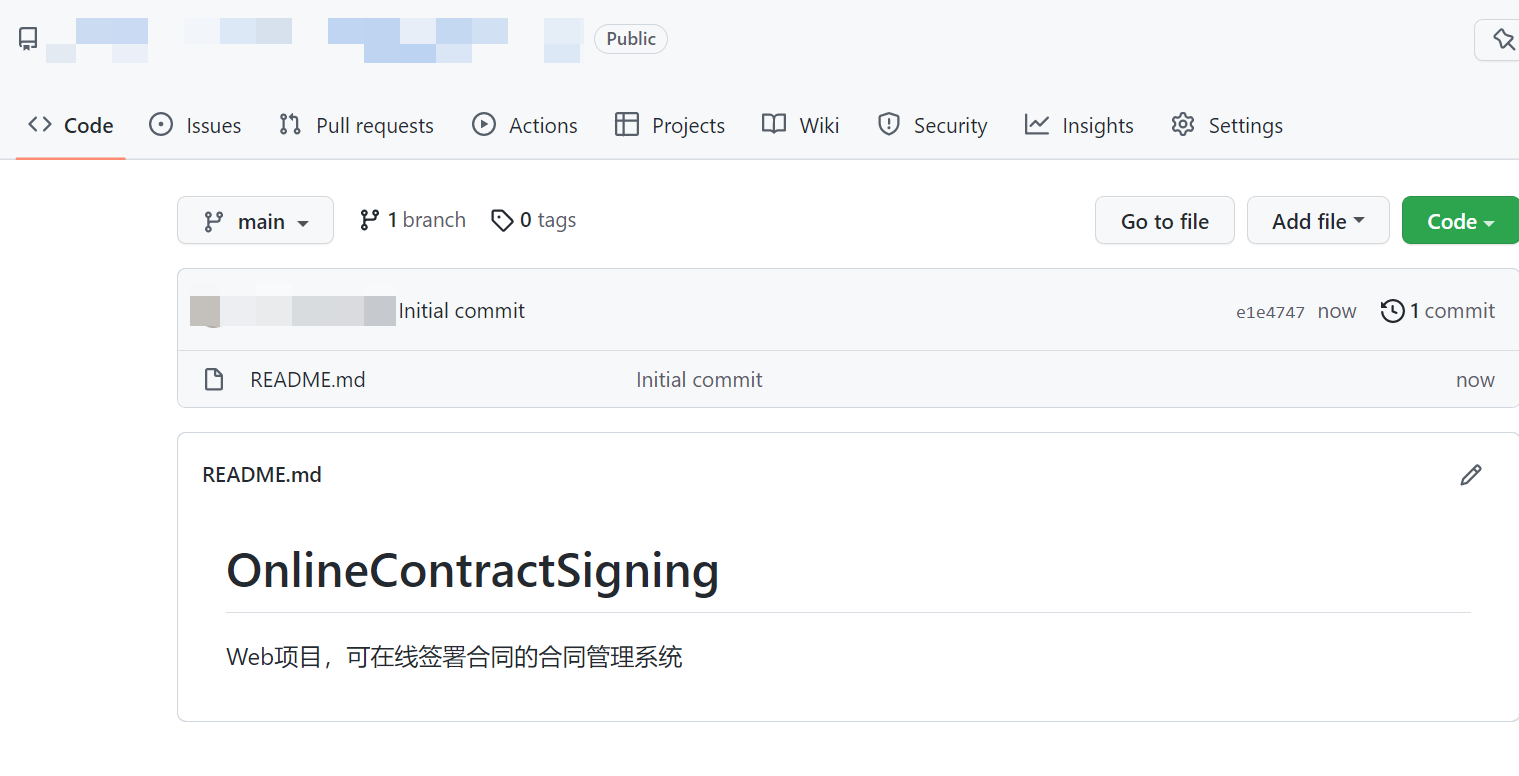 Public
Code Issues Pull requests Actions Projects Wiki Security Insights Settings
main 1 branch 0 tags Go to file Add file Code
Initial commit e1e4747 now 1 commit
README.md Initial commit now
README.md
OnlineContractSigning
Web项目，可在线签署合同的合同管理系统